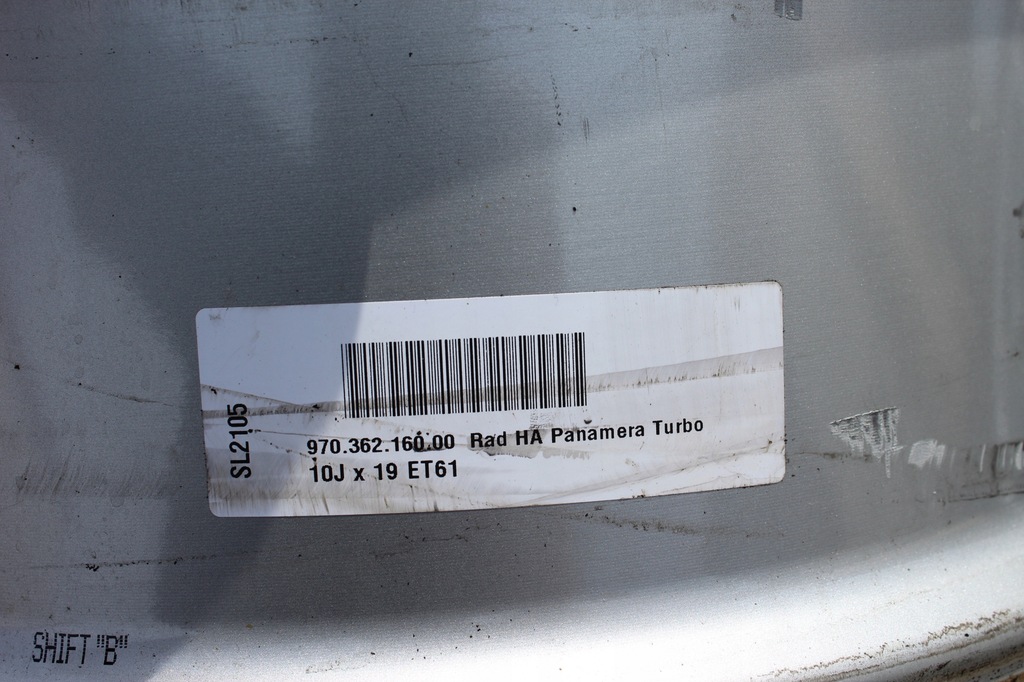 SL2105
970.362.160.00 Rad HA Panamera Turbo
10J x 19 ET61
SHIFT "B"